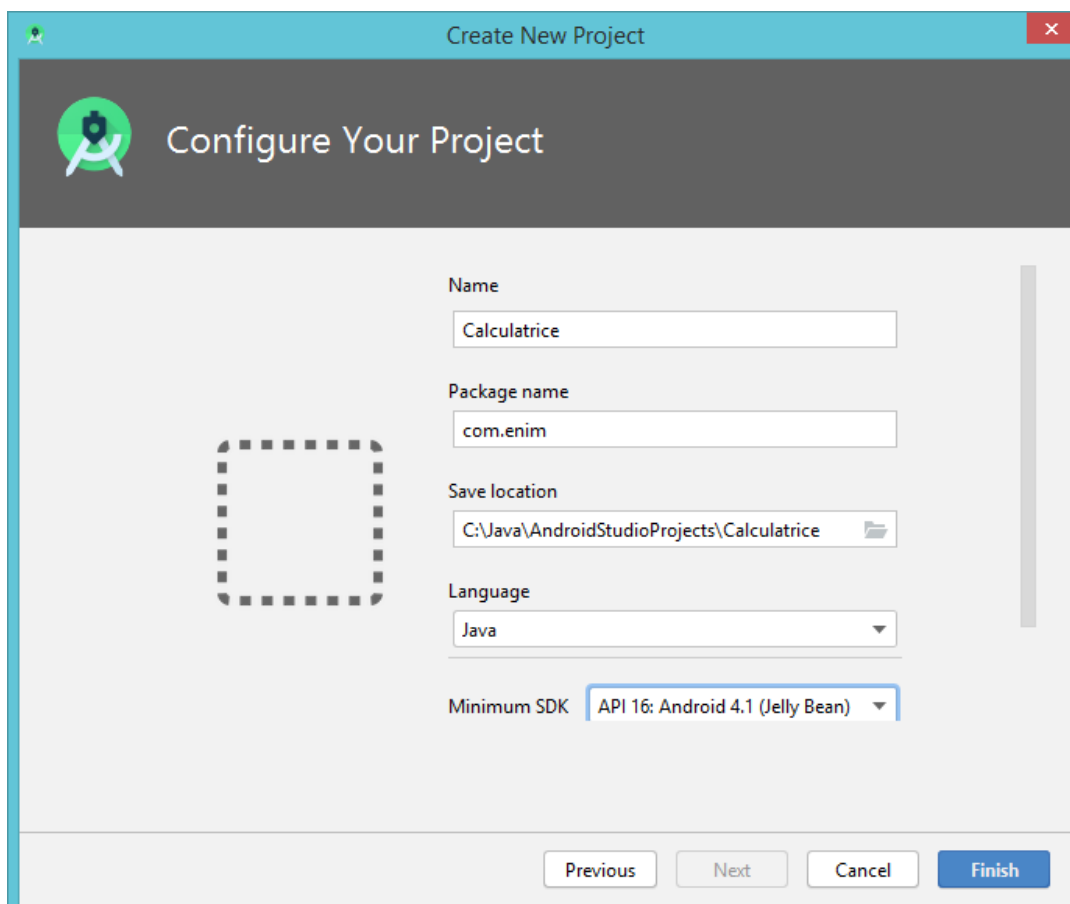 Create New Project
Configure Your Project
Name
Calculatrice
Package name
com.enim
Save location
C:\Java\AndroidStudioProjects\Calculatrice
Language
Java
Minimum SDK API 16: Android 4.1 (Jelly Bean)
Previous Next Cancel Finish